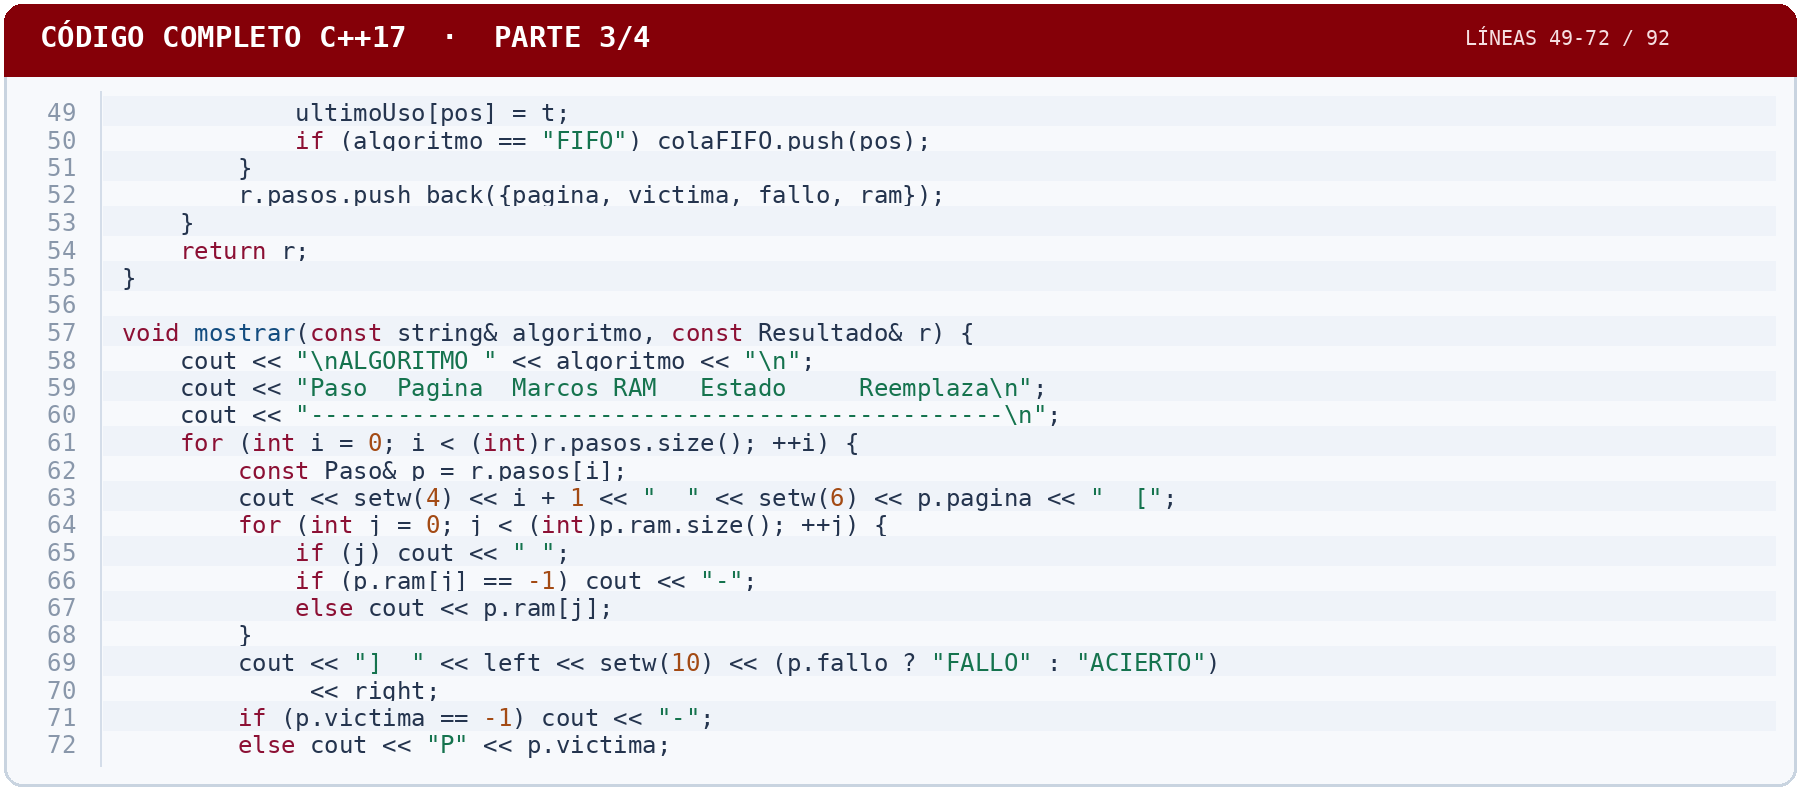 CÓDIGO COMPLETO C++17 · PARTE 3/4
LÍNEAS 49-72 / 92
49 ultimoUso[pos] = t;
50 if (algoritmo == "FIFO") colaFIFO.push(pos);
51 }
52 r.pasos.push_back({pagina, victima, fallo, ram});
53 }
54 return r;
55 }
56
57 void mostrar(const string& algoritmo, const Resultado& r) {
58 cout << "\nALGORITMO " << algoritmo << "\n";
59 cout << "Paso  Pagina  Marcos RAM   Estado     Reemplaza\n";
60 cout << "------------------------------------------------\n";
61 for (int i = 0; i < (int)r.pasos.size(); ++i) {
62 const Paso& p = r.pasos[i];
63 cout << setw(4) << i + 1 << "  " << setw(6) << p.pagina << "  [";
64 for (int j = 0; j < (int)p.ram.size(); ++j) {
65 if (j) cout << " ";
66 if (p.ram[j] == -1) cout << "-";
67 else cout << p.ram[j];
68 }
69 cout << "]  " << left << setw(10) << (p.fallo ? "FALLO" : "ACIERTO")
70 << right;
71 if (p.victima == -1) cout << "-";
72 else cout << "P" << p.victima;